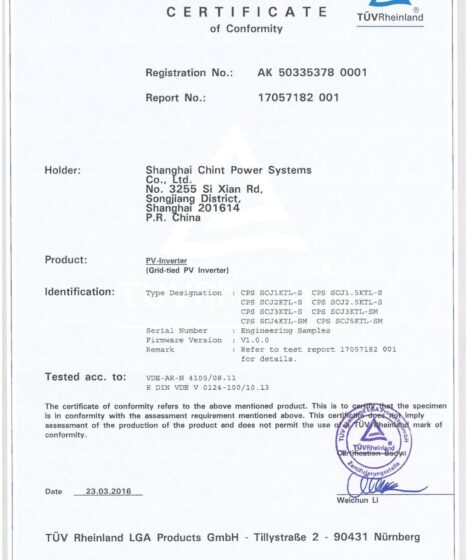 CERTIFICATE
of Conformity
TÜVRheinland
Registration No.: AK 50335378 0001
Report No.: 17057182 001
Holder: Shanghai Chint Power Systems
Co., Ltd.
No. 3255 Si Xian Rd,
Songjiang District,
Shanghai 201614
P.R. China
Product: PV-Inverter
(Grid-tied PV Inverter)
Identification: Type Designation : CPS SCJ1KTL-S CPS SCJ1.5KTL-S
CPS SCJ2KTL-S CPS SCJ2.5KTL-S
CPS SCJ3KTL-S CPS SCJ3KTL-SM
CPS SCJ4KTL-SM CPS SCJ5KTL-SM
Serial Number : Engineering Samples
Firmware Version : V1.0.0
Remark : Refer to test report 17057182 001
for details.
Tested acc. to: VDE-AR-N 4105/08.11
E DIN VDE V 0124-100/10.13
The certificate of conformity refers to the above mentioned product. This is to certify that the specimen
is in conformity with the assessment requirement mentioned above. This certificate does not imply
assessment of the production of the product and does not permit the use of a TÜV Rheinland mark of
conformity.
TÜVRheinland
Certification Body
Zertifizierungsstelle
Date 23.03.2016
Weichun Li
TÜV Rheinland LGA Products GmbH - Tillystraße 2 - 90431 Nürnberg